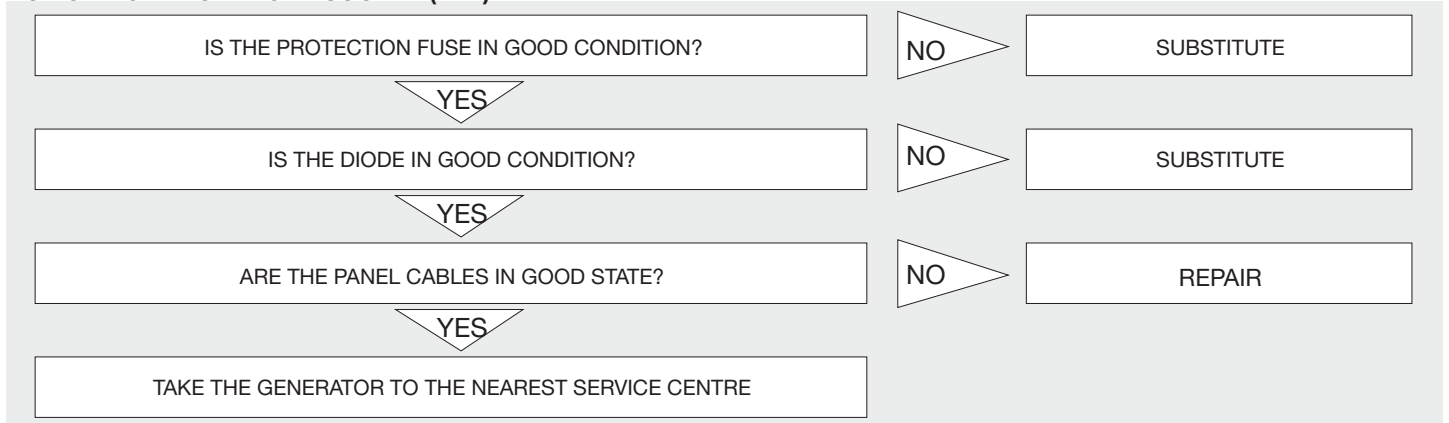 IS THE PROTECTION FUSE IN GOOD CONDITION?
NO
SUBSTITUTE
YES
IS THE DIODE IN GOOD CONDITION?
NO
SUBSTITUTE
YES
ARE THE PANEL CABLES IN GOOD STATE?
NO
REPAIR
YES
TAKE THE GENERATOR TO THE NEAREST SERVICE CENTRE